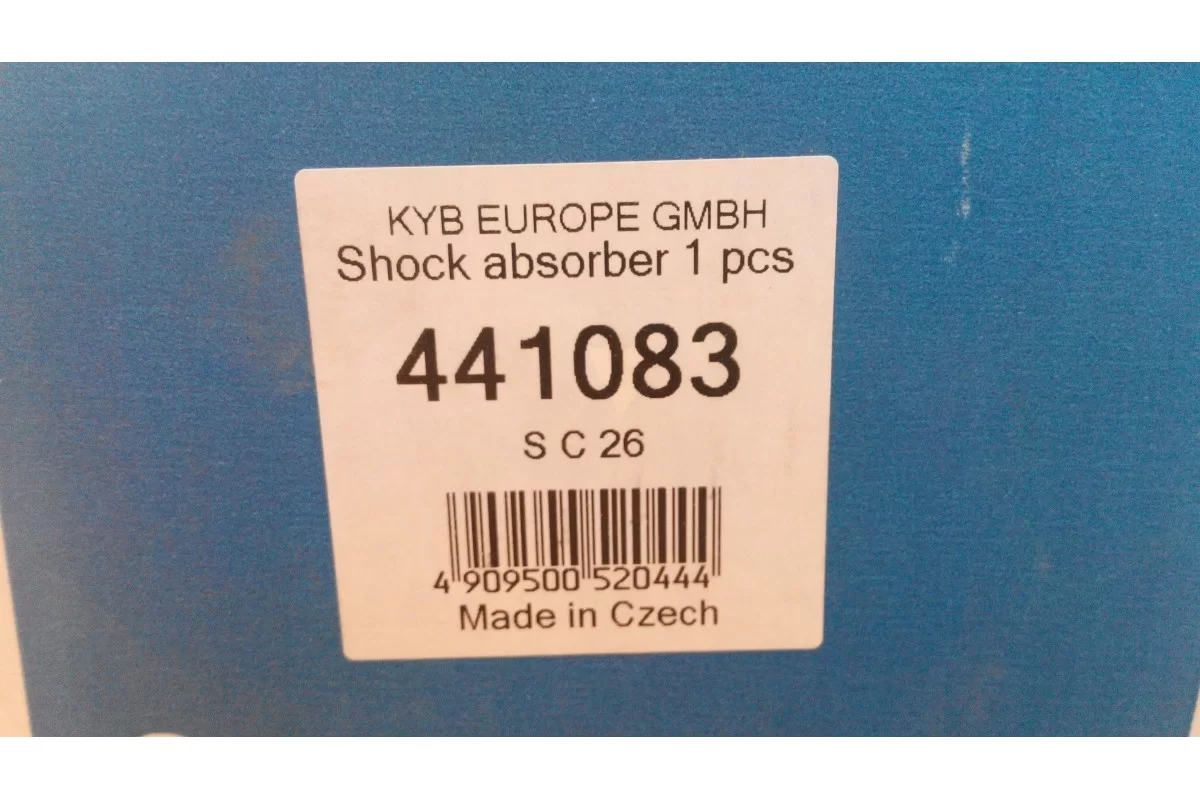 KYB EUROPE GMBH
Shock absorber 1 pcs
441083
S C 26
4 909500 520444
Made in Czech